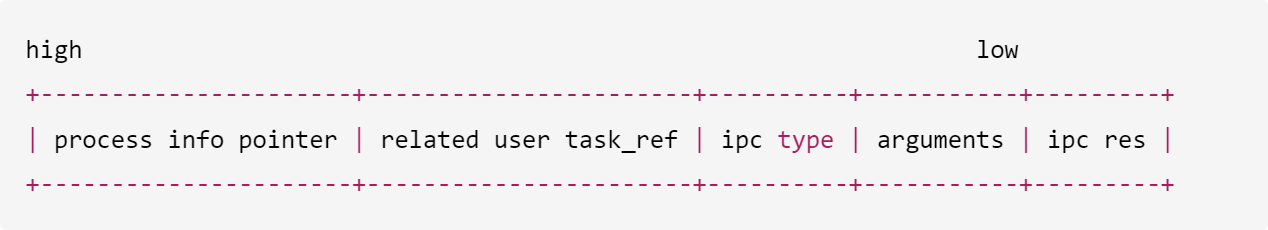 high                                                               low
+----------------------+-----------------------+----------+-----------+---------+
| process info pointer | related user task_ref | ipc type | arguments | ipc res |
+----------------------+-----------------------+----------+-----------+---------+